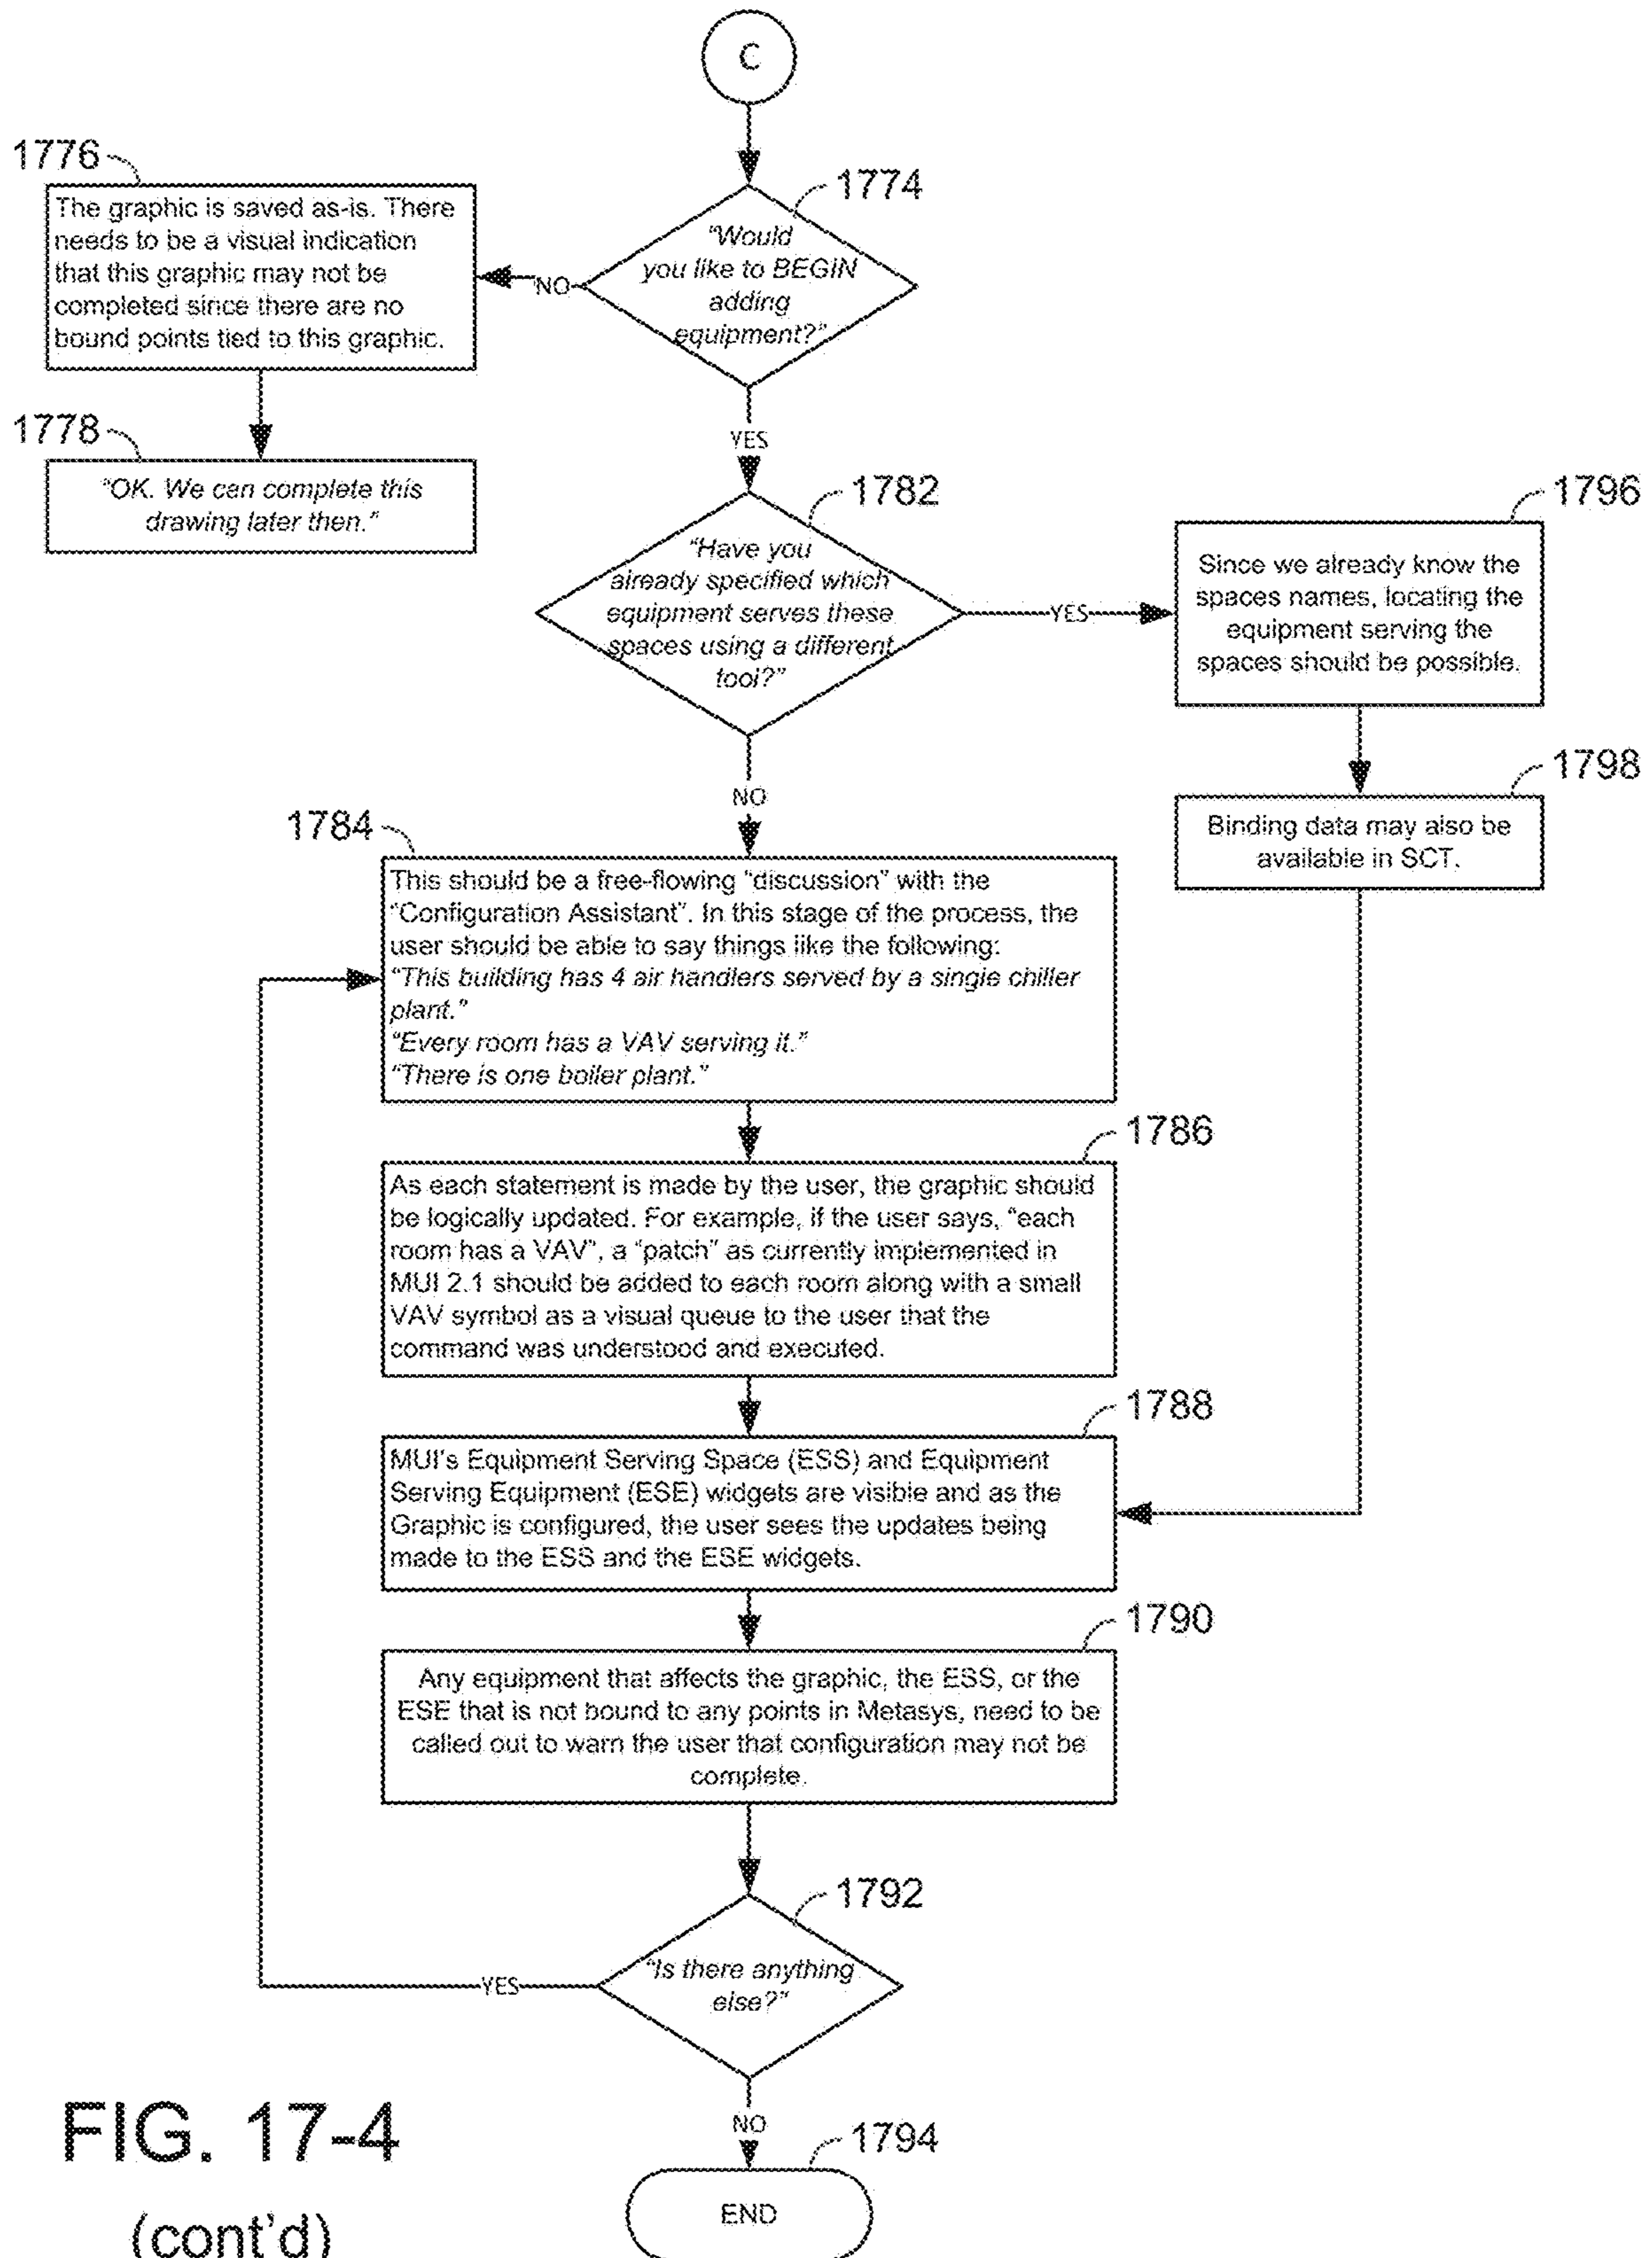 C
1774
"Would
you like to BEGIN
adding
equipment?"
NO
1776
The graphic is saved as-is. There
needs to be a visual indication
that this graphic may not be
completed since there are no
bound points tied to this graphic.
1778
"OK. We can complete this
drawing later then."
YES
1782
"Have you
already specified which
equipment serves these
spaces using a different
tool?"
YES
1796
Since we already know the
spaces names, locating the
equipment serving the
spaces should be possible.
1798
Binding data may also be
available in SCT.
NO
1784
This should be a free-flowing "discussion" with the
"Configuration Assistant". In this stage of the process, the
user should be able to say things like the following:
"This building has 4 air handlers served by a single chiller
plant."
"Every room has a VAV serving it."
"There is one boiler plant."
1786
As each statement is made by the user, the graphic should
be logically updated. For example, if the user says, "each
room has a VAV", a "patch" as currently implemented in
MUI 2.1 should be added to each room along with a small
VAV symbol as a visual queue to the user that the
command was understood and executed.
1788
MUI's Equipment Serving Space (ESS) and Equipment
Serving Equipment (ESE) widgets are visible and as the
Graphic is configured, the user sees the updates being
made to the ESS and the ESE widgets.
1790
Any equipment that affects the graphic, the ESS, or the
ESE that is not bound to any points in Metasys, need to be
called out to warn the user that configuration may not be
complete.
1792
"Is there anything
else?"
YES
NO
1794
END
FIG. 17-4
(cont'd)